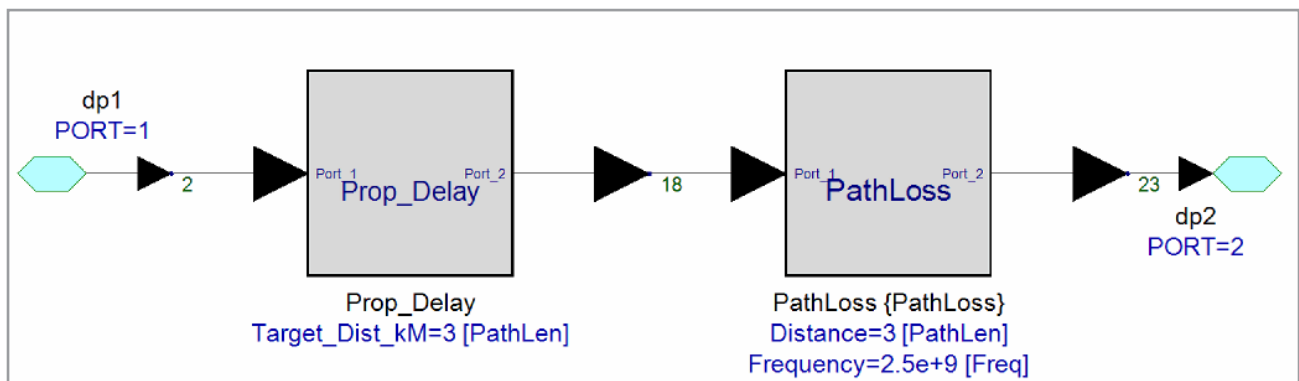 dp1
PORT=1
2
Port_1
Port_2
Prop_Delay
18
Port_1
Port_2
PathLoss
23
dp2
PORT=2
Prop_Delay
Target_Dist_kM=3 [PathLen]
PathLoss {PathLoss}
Distance=3 [PathLen]
Frequency=2.5e+9 [Freq]